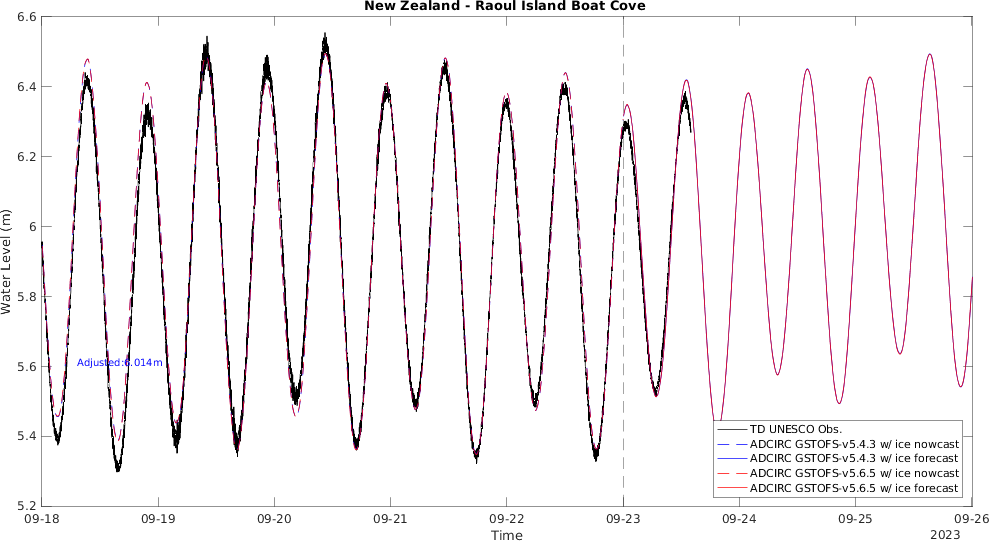 New Zealand - Raoul Island Boat Cove
6.6
6.4
6.2
6
5.8
5.6
5.4
5.2
Water Level (m)
Adjusted:6.014m
TD UNESCO Obs.
ADCIRC GSTOFS-v5.4.3 w/ ice nowcast
ADCIRC GSTOFS-v5.4.3 w/ ice forecast
ADCIRC GSTOFS-v5.6.5 w/ ice nowcast
ADCIRC GSTOFS-v5.6.5 w/ ice forecast
09-18 09-19 09-20 09-21 09-22 09-23 09-24 09-25 09-26
Time
2023